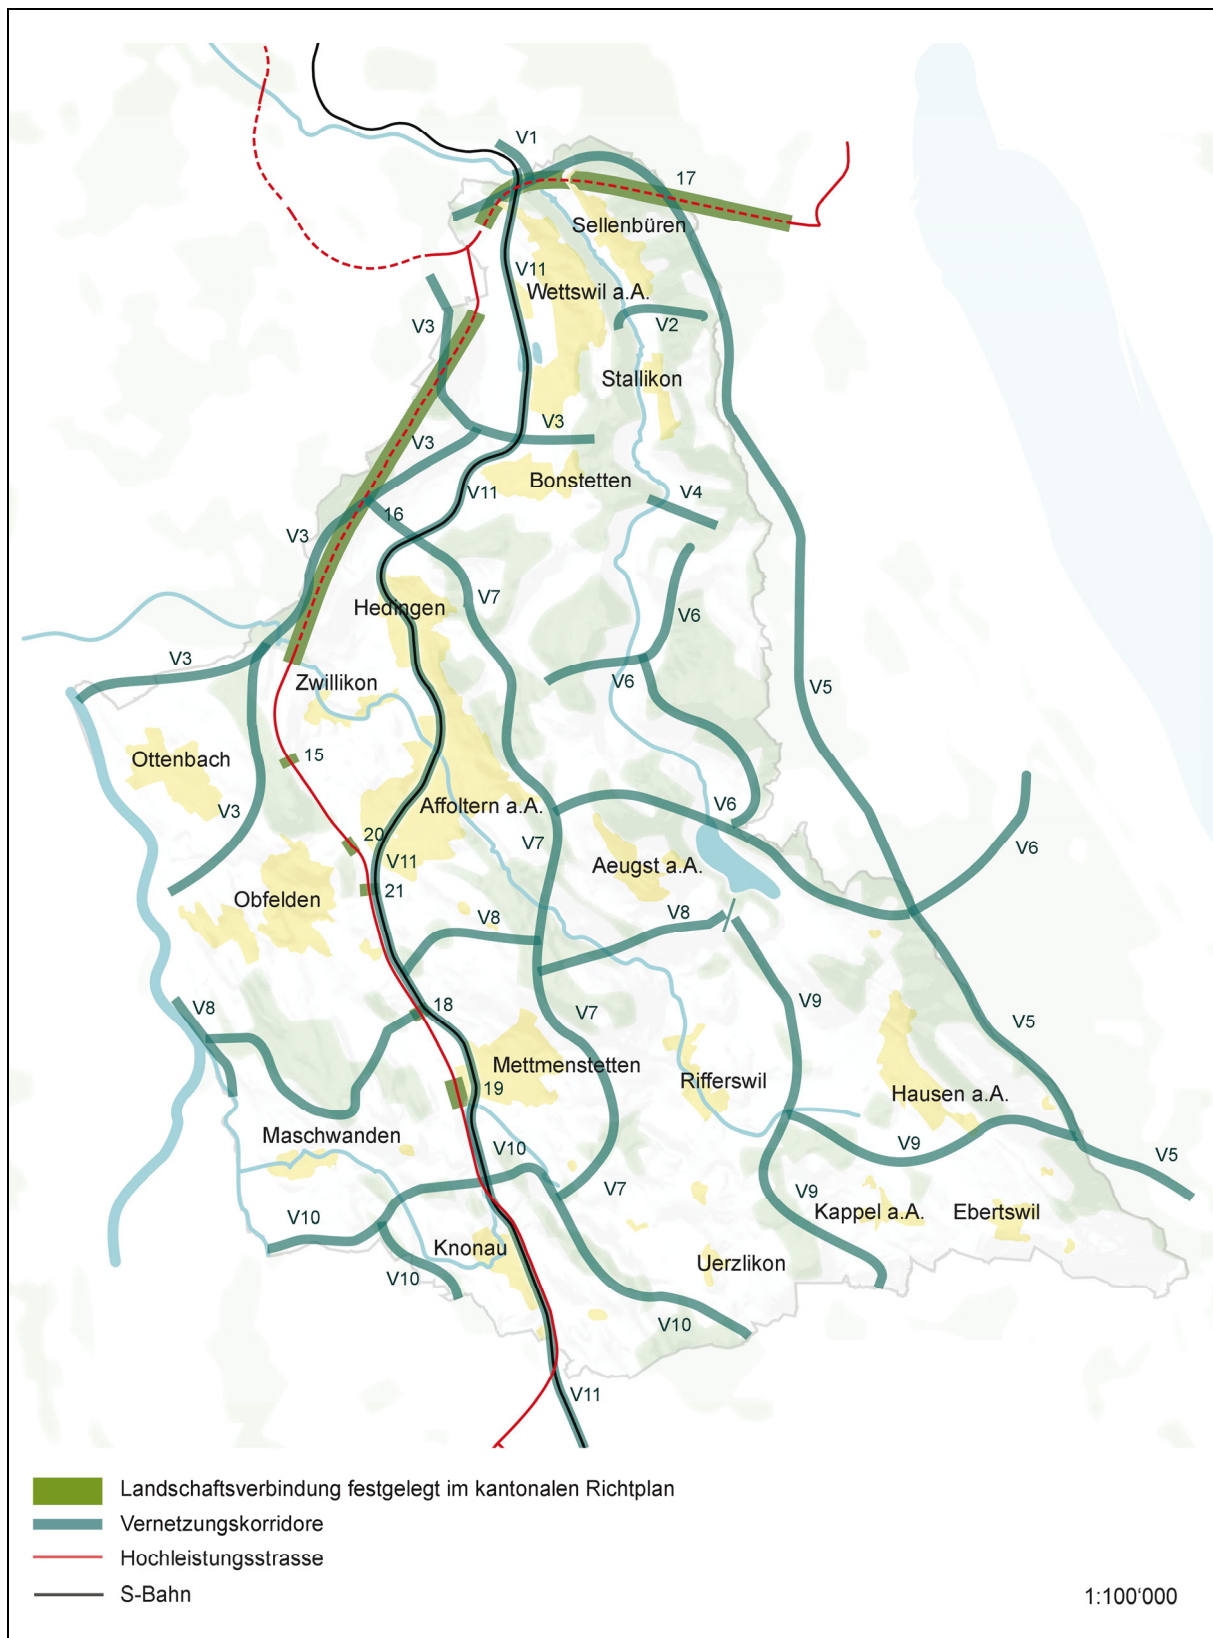 V1
17
Sellenbüren
V11
Wettswil a.A.
V3
V2
Stallikon
V3
V3
Bonstetten
V11
V4
16
V3
V7
Hedingen
V6
V3
V6
Zwillikon
V5
Ottenbach
15
V3
Affoltern a.A.
V6
20
V7
V6
V11
Aeugst a.A.
21
Obfelden
V8
V8
V8
18
V7
V9
V5
Mettmenstetten
Rifferswil
19
Hausen a.A.
Maschwanden
V10
V9
V5
V7
V9
V10
Kappel a.A.
Ebertswil
Knonau
Uerzlikon
V10
V10
V11
Landschaftsverbindung festgelegt im kantonalen Richtplan
Vernetzungskorridore
Hochleistungsstrasse
S-Bahn
1:100'000